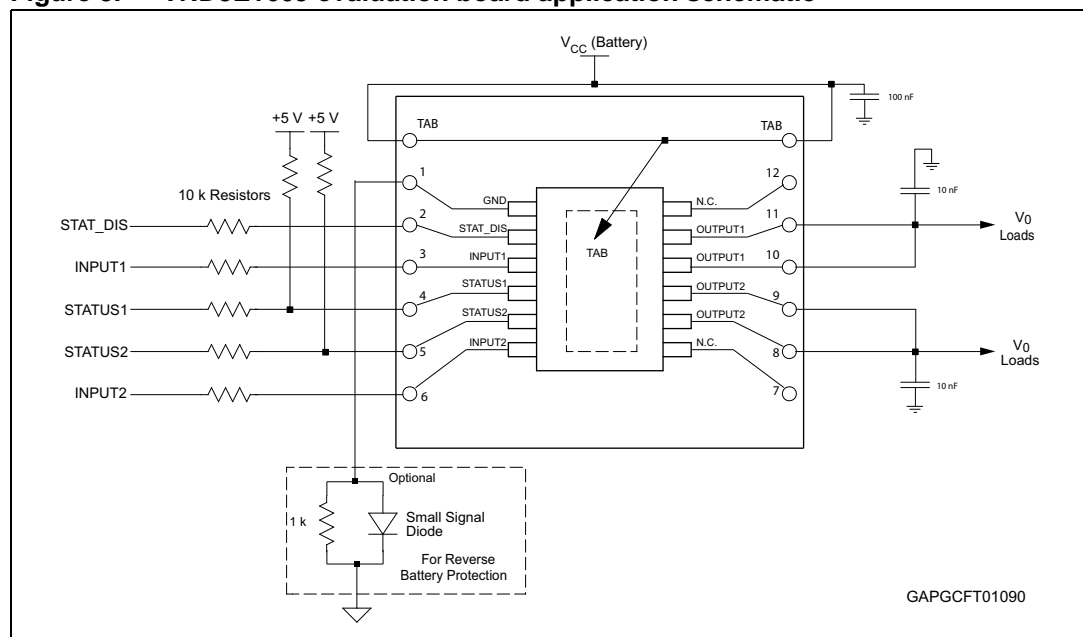 V_CC (Battery)
100 nF
+5 V +5 V
TAB
TAB
10 k Resistors
1
12
10 nF
GND
N.C.
STAT_DIS
2
STAT_DIS
OUTPUT1
11
V0
Loads
TAB
INPUT1
3
INPUT1
OUTPUT1
10
STATUS1
4
STATUS1
OUTPUT2
9
STATUS2
5
STATUS2
OUTPUT2
8
V0
Loads
INPUT2
6
INPUT2
N.C.
7
10 nF
Optional
1 k
Small Signal
Diode
For Reverse
Battery Protection
GAPGCFT01090